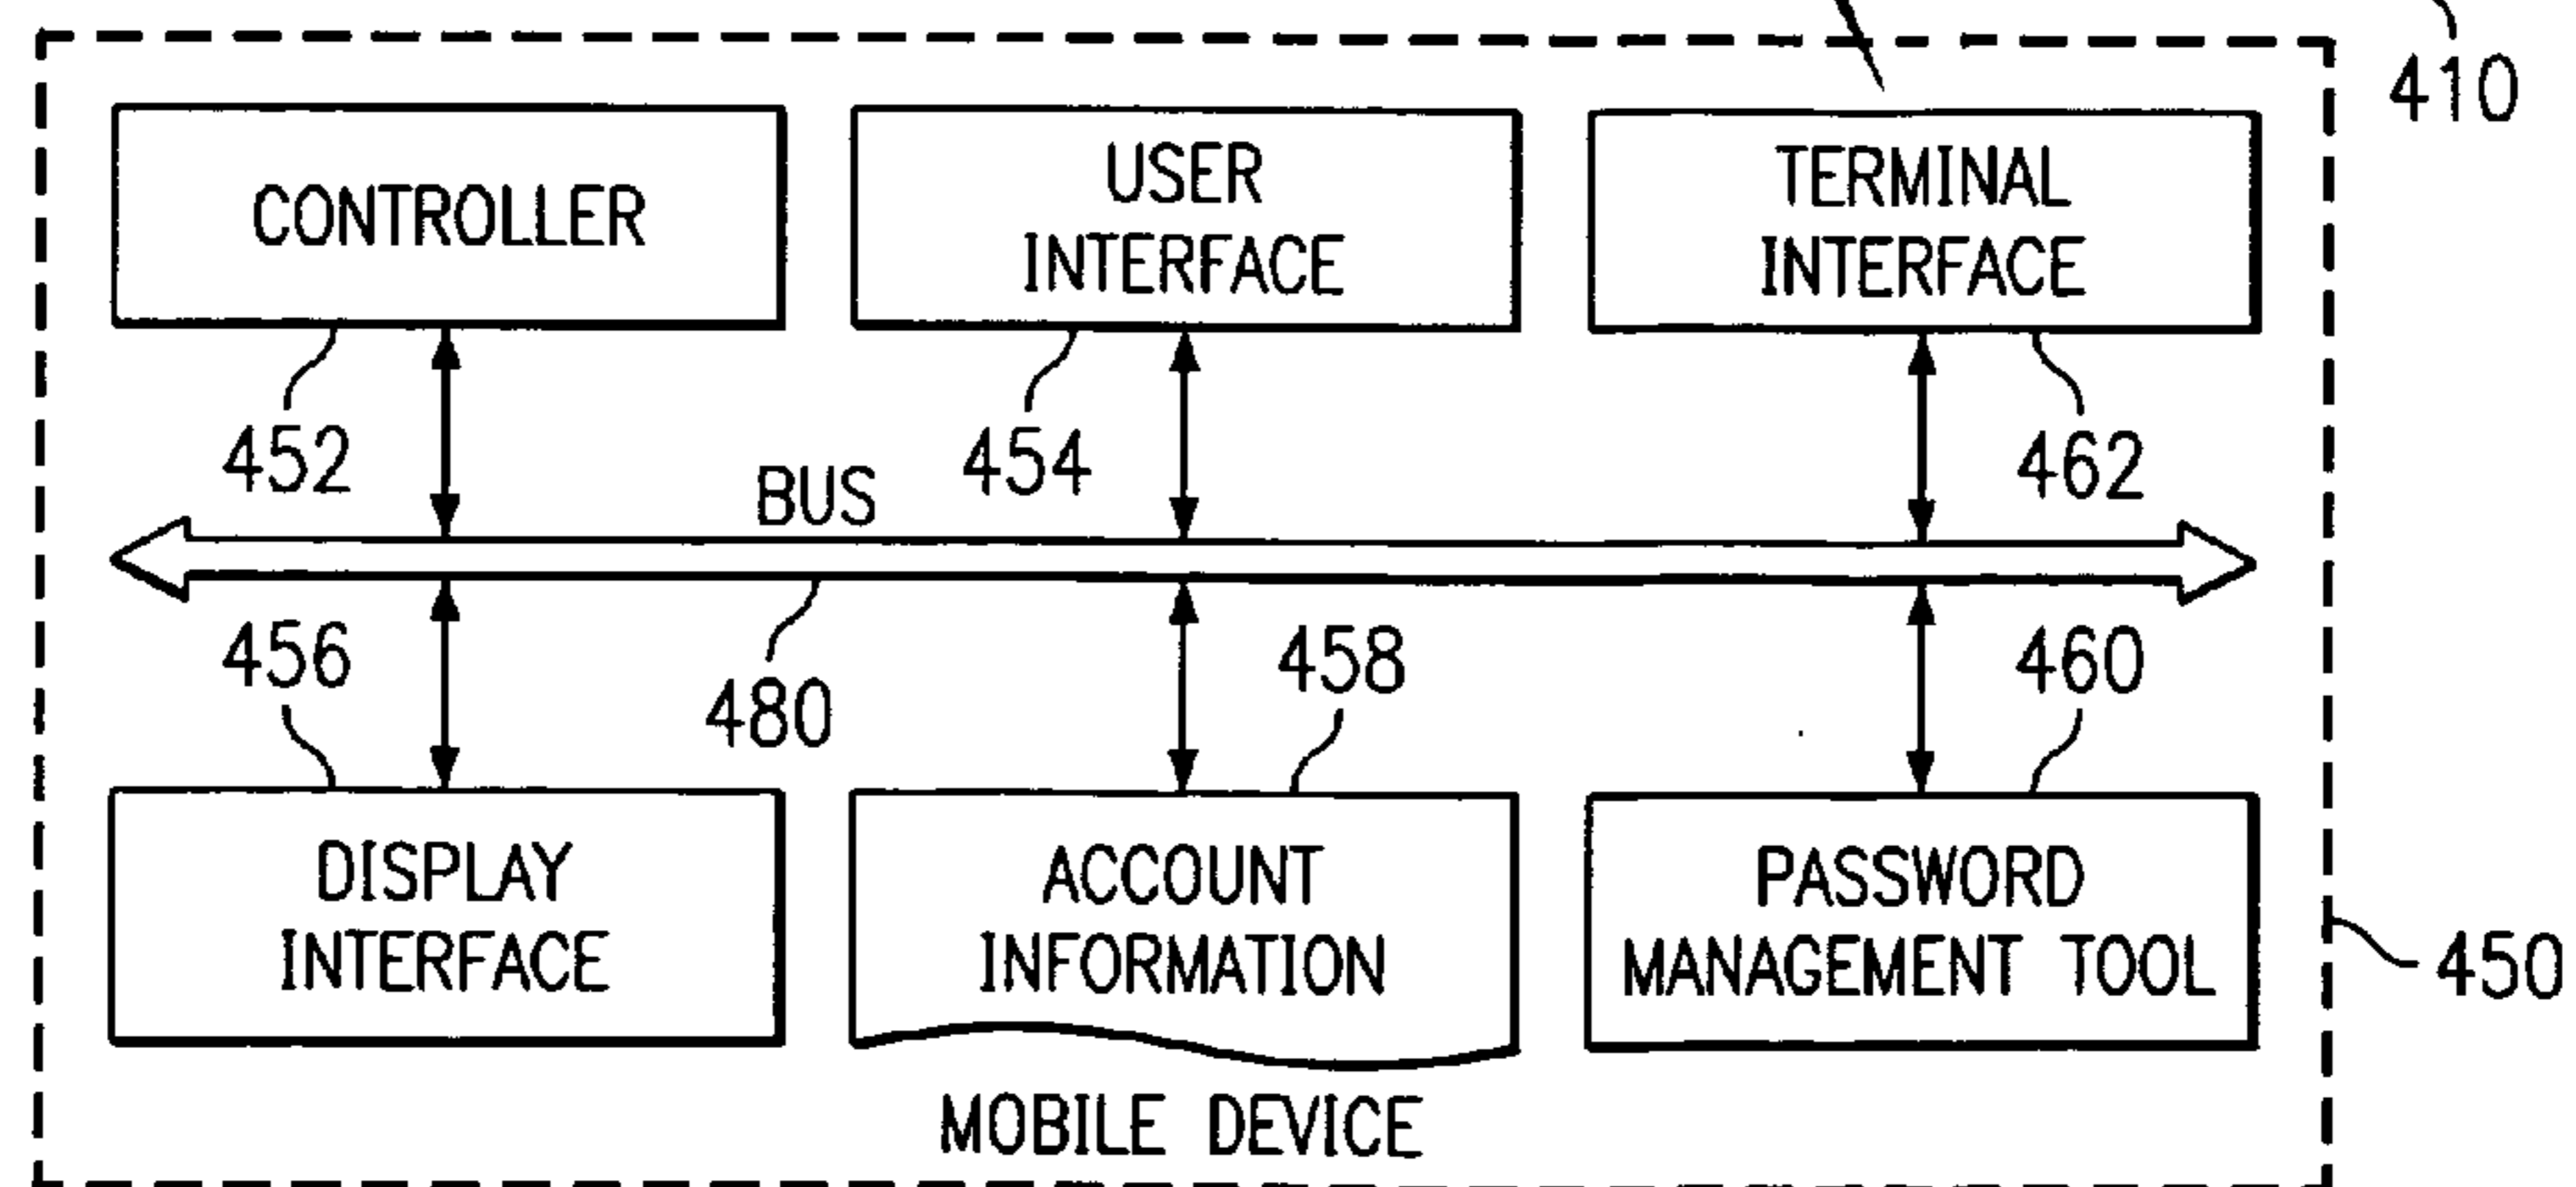 410
CONTROLLER
USER
INTERFACE
TERMINAL
INTERFACE
452
454
462
BUS
456
480
458
460
DISPLAY
INTERFACE
ACCOUNT
INFORMATION
PASSWORD
MANAGEMENT TOOL
450
MOBILE DEVICE